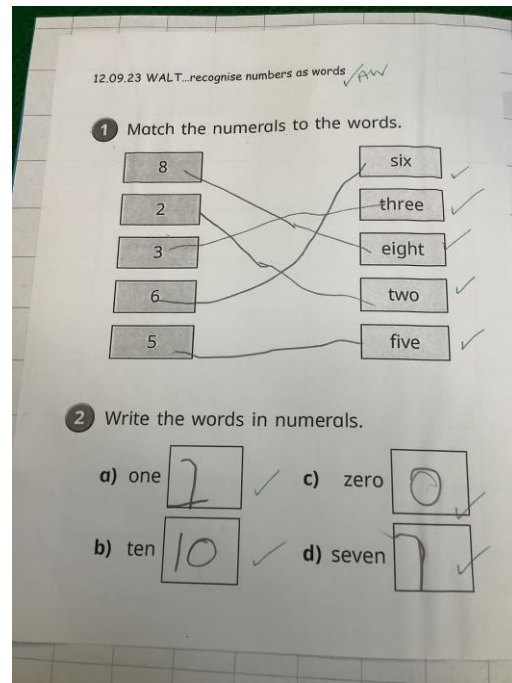 12.09.23 WALT...recognise numbers as words ✓AW
1 Match the numerals to the words.
8 six ✓
2 three ✓
3 eight ✓
6 two ✓
5 five ✓
2 Write the words in numerals.
a) one 1 ✓ c) zero 0 ✓
b) ten 10 ✓ d) seven 7 ✓